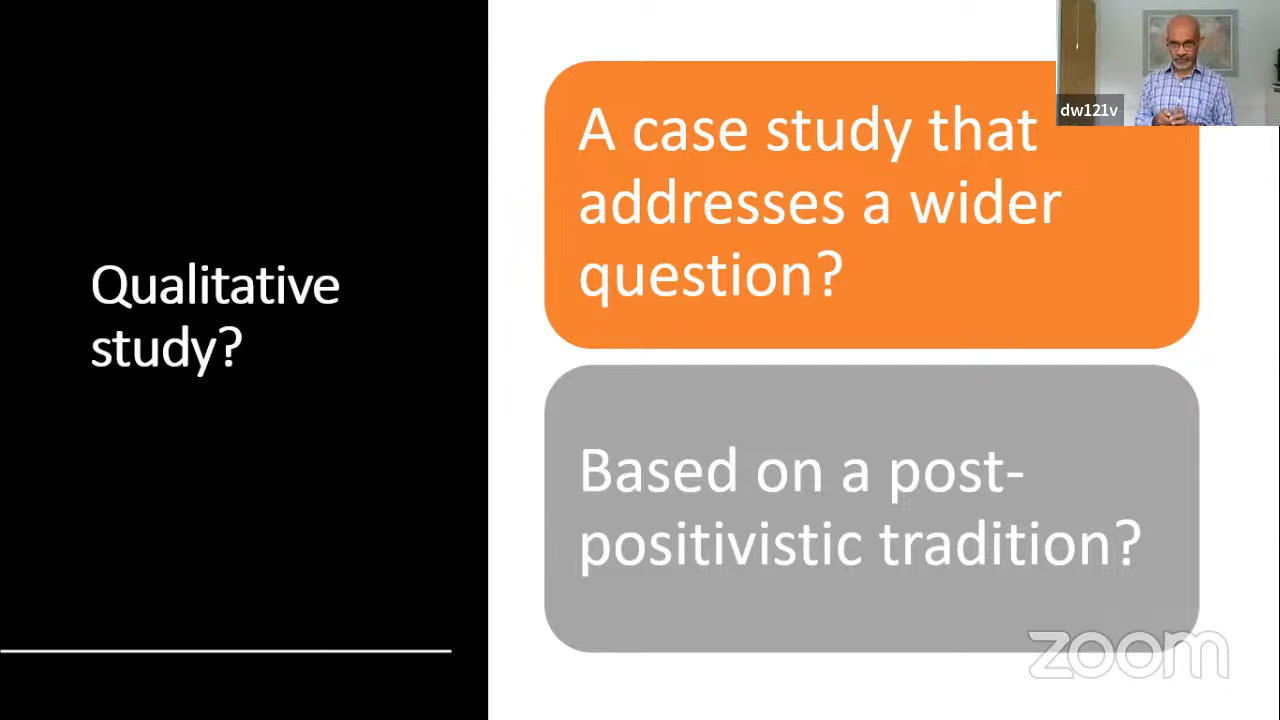 Qualitative
study?
A case study that
addresses a wider
question?
Based on a post-
positivistic tradition?
dw121v
zoom